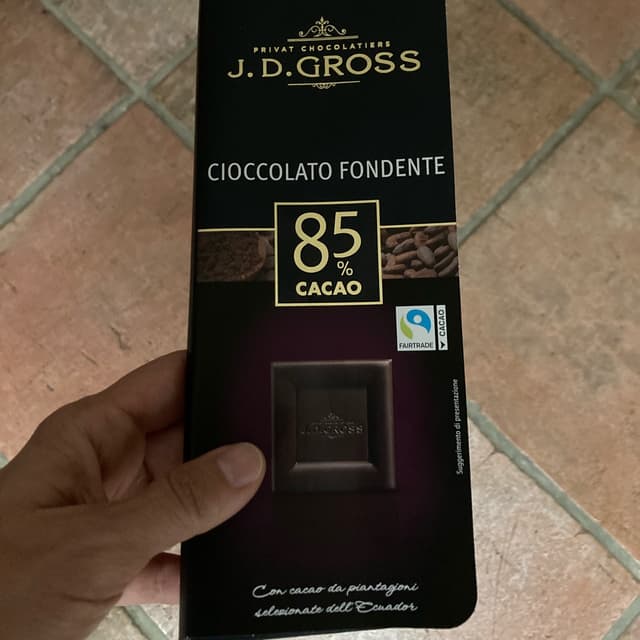 PRIVAT CHOCOLATIERS
J.D.GROSS
CIOCCOLATO FONDENTE
85
%
CACAO
FAIRTRADE
CACAO
Suggerimento di presentazione
J.D.GROSS
Con cacao da piantagioni
selezionate dell'Ecuador